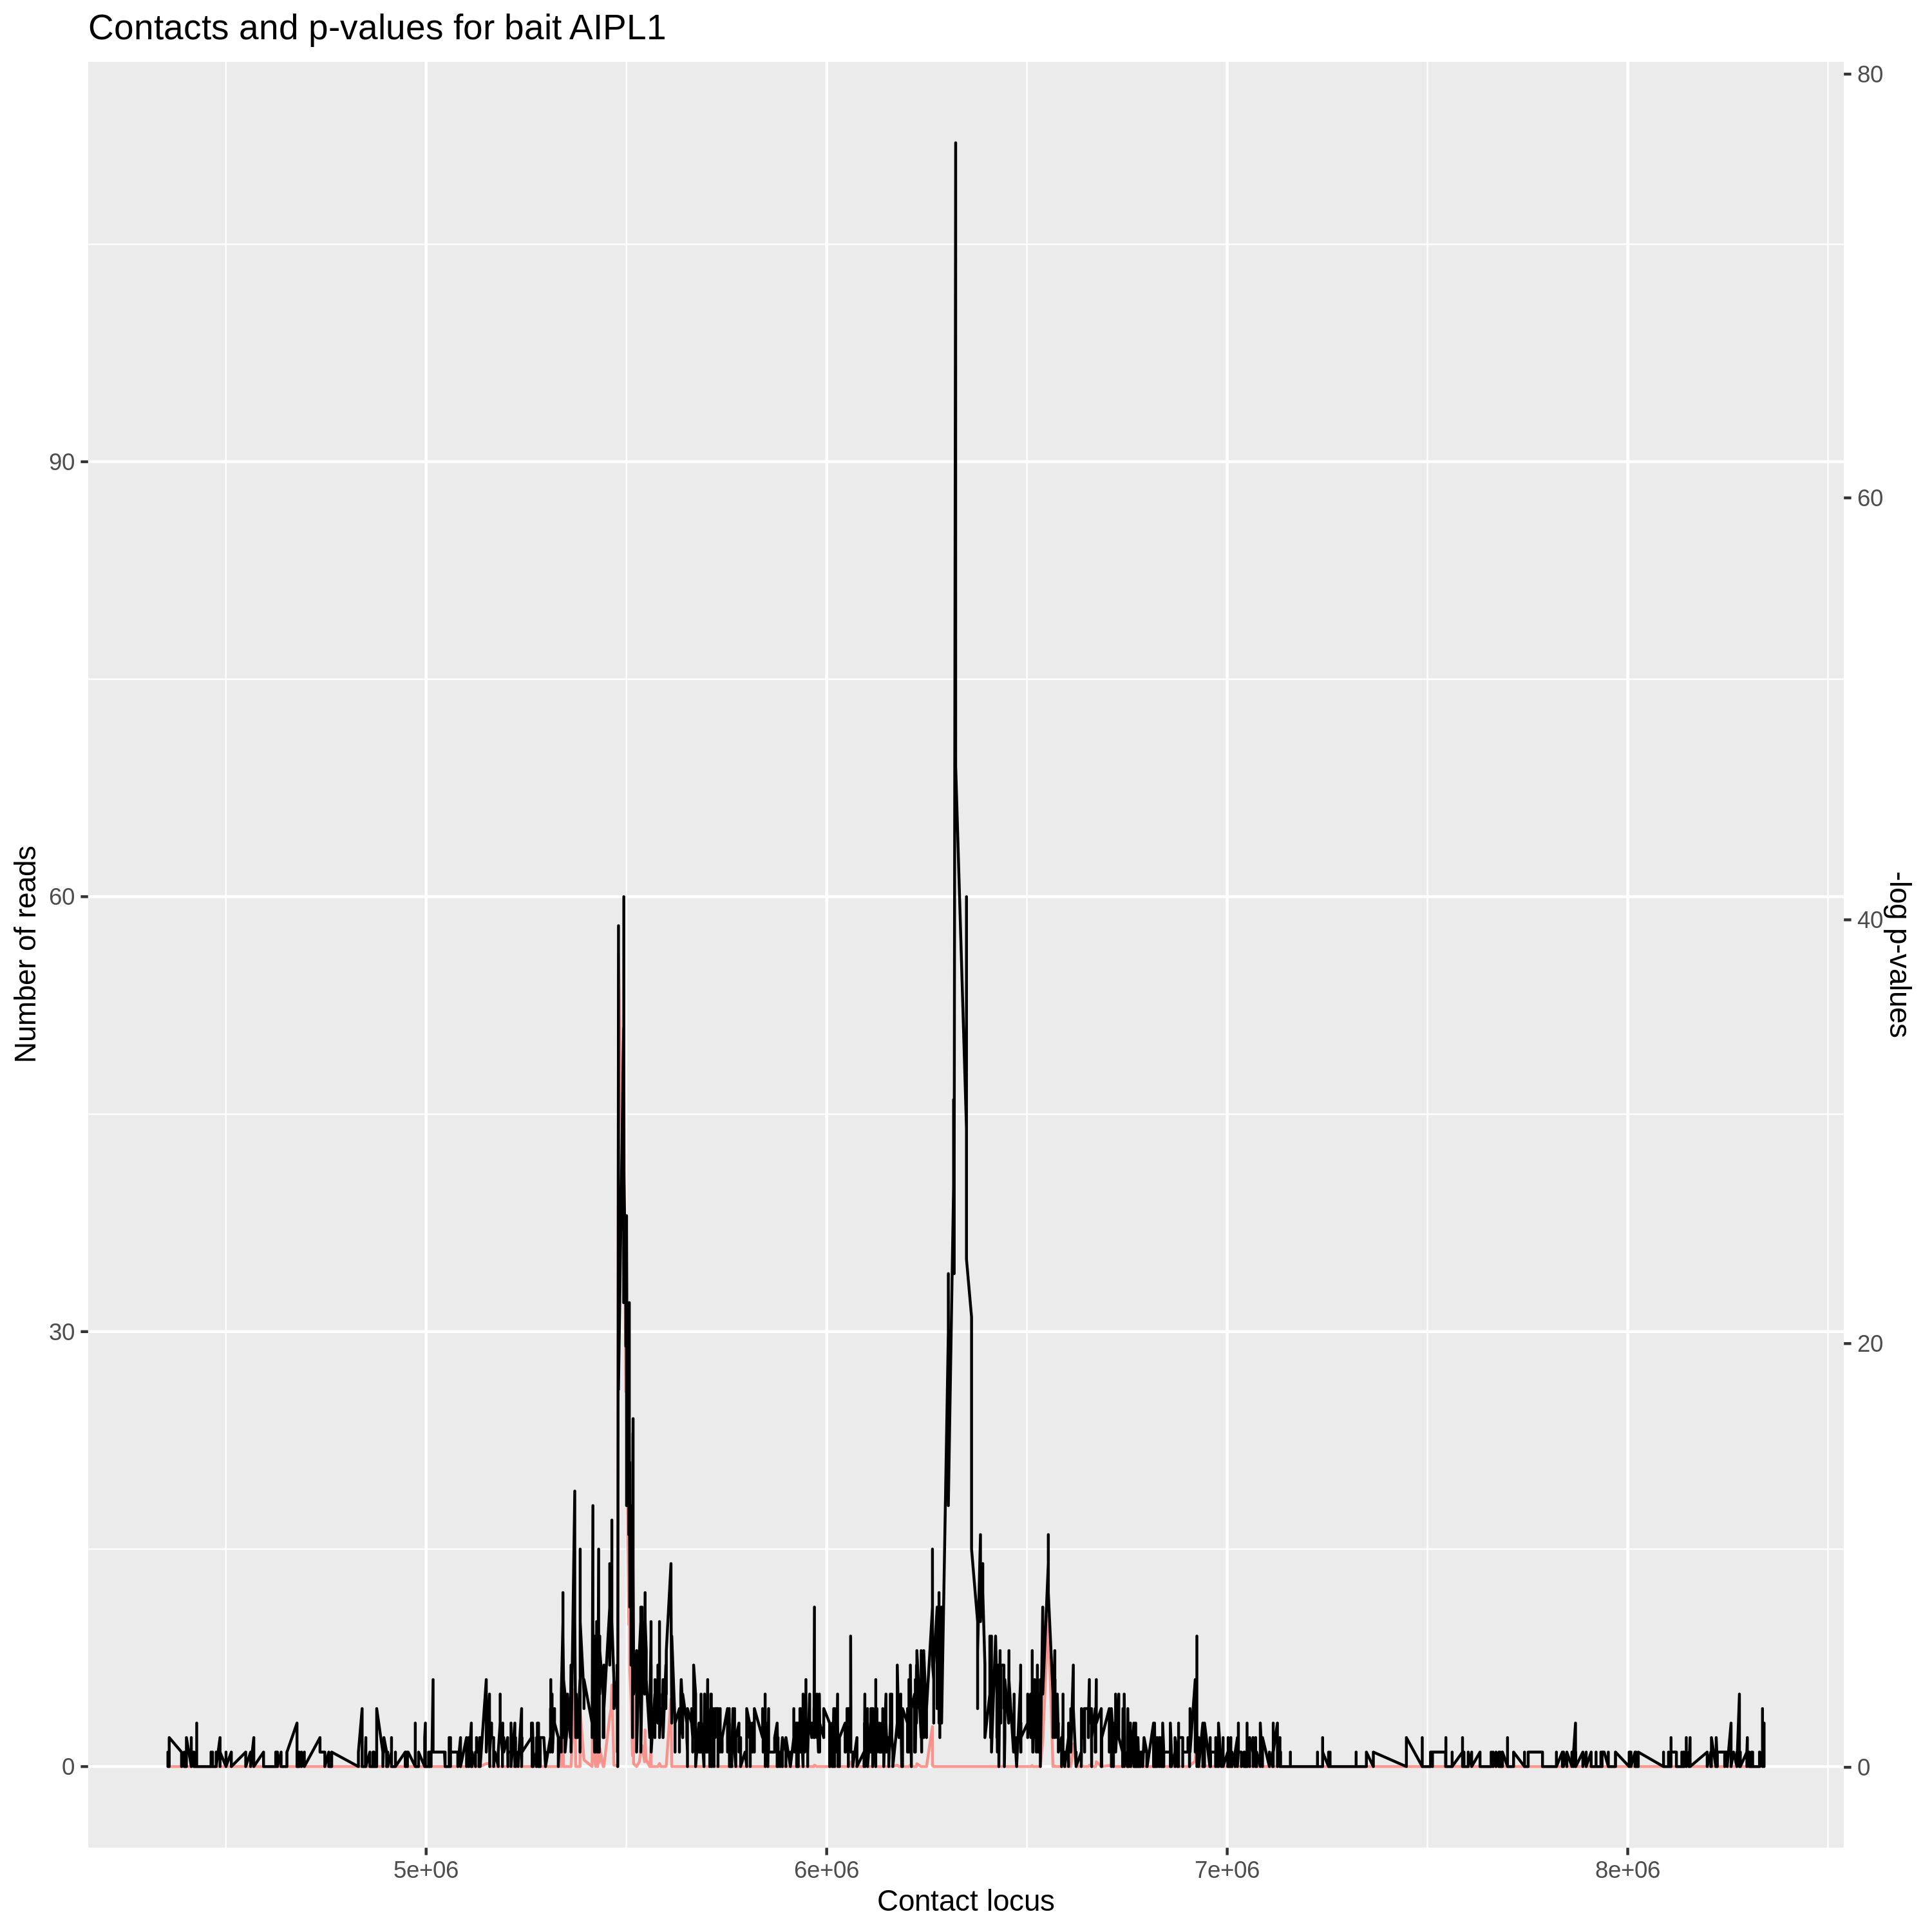 Contacts and p-values for bait AIPL1
Number of reads
90
60
30
0
80
60
40
20
0
-log p-values
5e+06 6e+06 7e+06 8e+06
Contact locus